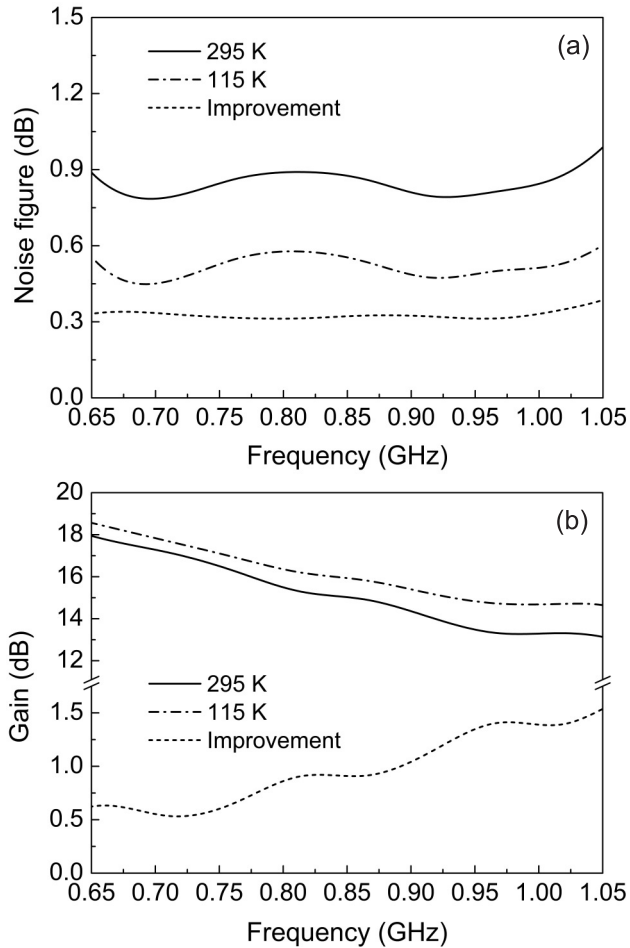 1.5
(a)
295 K
115 K
Improvement
1.2
0.9
0.6
0.3
0.0
Noise figure (dB)
0.65 0.70 0.75 0.80 0.85 0.90 0.95 1.00 1.05
Frequency (GHz)
20
(b)
18
16
14
12
295 K
115 K
Improvement
1.5
1.0
0.5
0.0
Gain (dB)
0.65 0.70 0.75 0.80 0.85 0.90 0.95 1.00 1.05
Frequency (GHz)